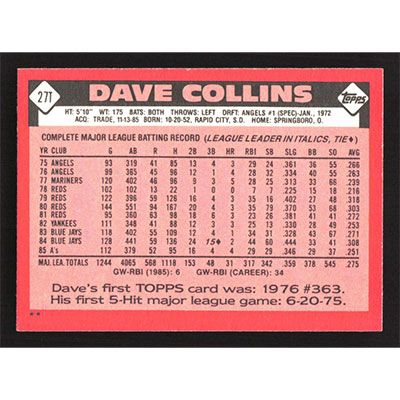 27T
DAVE COLLINS
topps
HT: 5'10" WT: 175 BATS: BOTH THROWS: LEFT DRFT: ANGELS #1 (SPEC)-JAN., 1972
ACQ: TRADE, 11-13-85 BORN: 10-20-52, RAPID CITY, S.D. HOME: SPRINGBORO, O.
COMPLETE MAJOR LEAGUE BATTING RECORD (LEAGUE LEADER IN ITALICS, TIE♦)
YR CLUB G AB R H 2B 3B HR RBI SB SLG BB SO AVG
75 ANGELS 93 319 41 85 13 4 3 29 24 .361 36 55 .266
76 ANGELS 99 365 45 96 12 1 4 28 32 .334 40 55 .263
77 MARINERS 120 402 46 96 9 3 5 28 25 .313 33 66 .239
78 REDS 102 102 13 22 1 0 0 7 7 .225 15 18 .216
79 REDS 122 396 59 126 16 4 3 35 16 .402 27 48 .318
80 REDS 144 551 94 167 20 4 3 35 79 .370 53 68 .303
81 REDS 95 360 63 98 18 6 3 23 26 .381 41 41 .272
82 YANKEES 111 348 41 88 12 3 3 25 13 .330 28 49 .253
83 BLUE JAYS 118 402 55 109 12 4 1 34 31 .328 43 67 .271
84 BLUE JAYS 128 441 59 136 24 15♦ 2 44 60 .444 33 41 .308
85 A's 112 379 52 95 16 4 4 29 29 .346 29 37 .251
MAJ. LEA. TOTALS 1244 4065 568 1118 153 48 31 317 342 .359 378 545 .275
GW-RBI (1985): 6 GW-RBI (CAREER): 34
Dave's first TOPPS card was: 1976 #363.
His first 5-Hit major league game: 6-20-75.
**